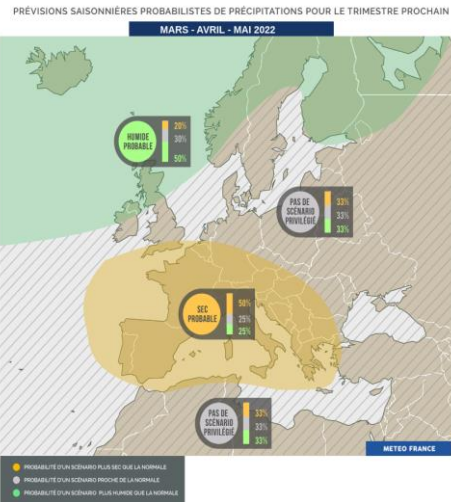 PRÉVISIONS SAISONNIÈRES PROBABILISTES DE PRÉCIPITATIONS POUR LE TRIMESTRE PROCHAIN
MARS - AVRIL - MAI 2022
HUMIDE
PROBABLE
20%
30%
50%
PAS DE
SCÉNARIO
PRIVILÉGIÉ
33%
33%
33%
SEC
PROBABLE
50%
25%
25%
PAS DE
SCÉNARIO
PRIVILÉGIÉ
33%
33%
33%
METEO FRANCE
PROBABILITÉ D'UN SCÉNARIO PLUS SEC QUE LA NORMALE
PROBABILITÉ D'UN SCÉNARIO PROCHE DE LA NORMALE
PROBABILITÉ D'UN SCÉNARIO PLUS HUMIDE QUE LA NORMALE